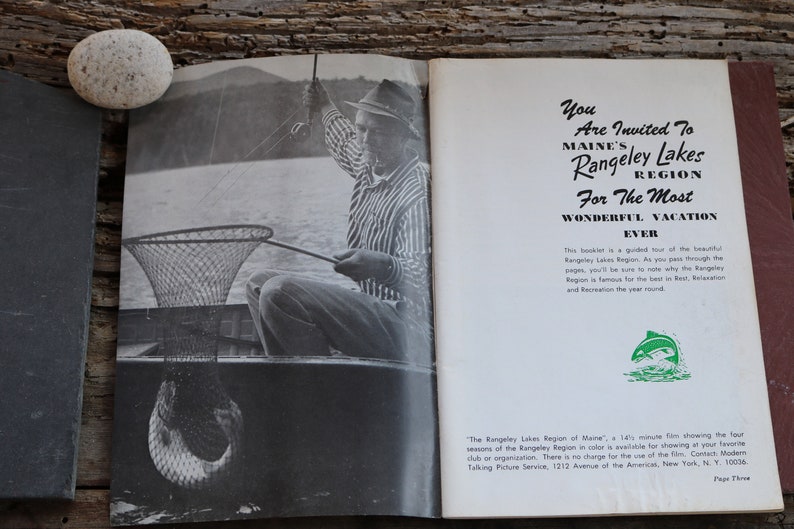 You
Are Invited To
MAINE'S
Rangeley Lakes
REGION
For The Most
WONDERFUL VACATION
EVER
This booklet is a guided tour of the beautiful
Rangeley Lakes Region. As you pass through the
pages, you'll be sure to note why the Rangeley
Region is famous for the best in Rest, Relaxation
and Recreation the year round.
"The Rangeley Lakes Region of Maine", a 14½ minute film showing the four
seasons of the Rangeley Region in color is available for showing at your favorite
club or organization. There is no charge for the use of the film. Contact: Modern
Talking Picture Service, 1212 Avenue of the Americas, New York, N. Y. 10036.
Page Three